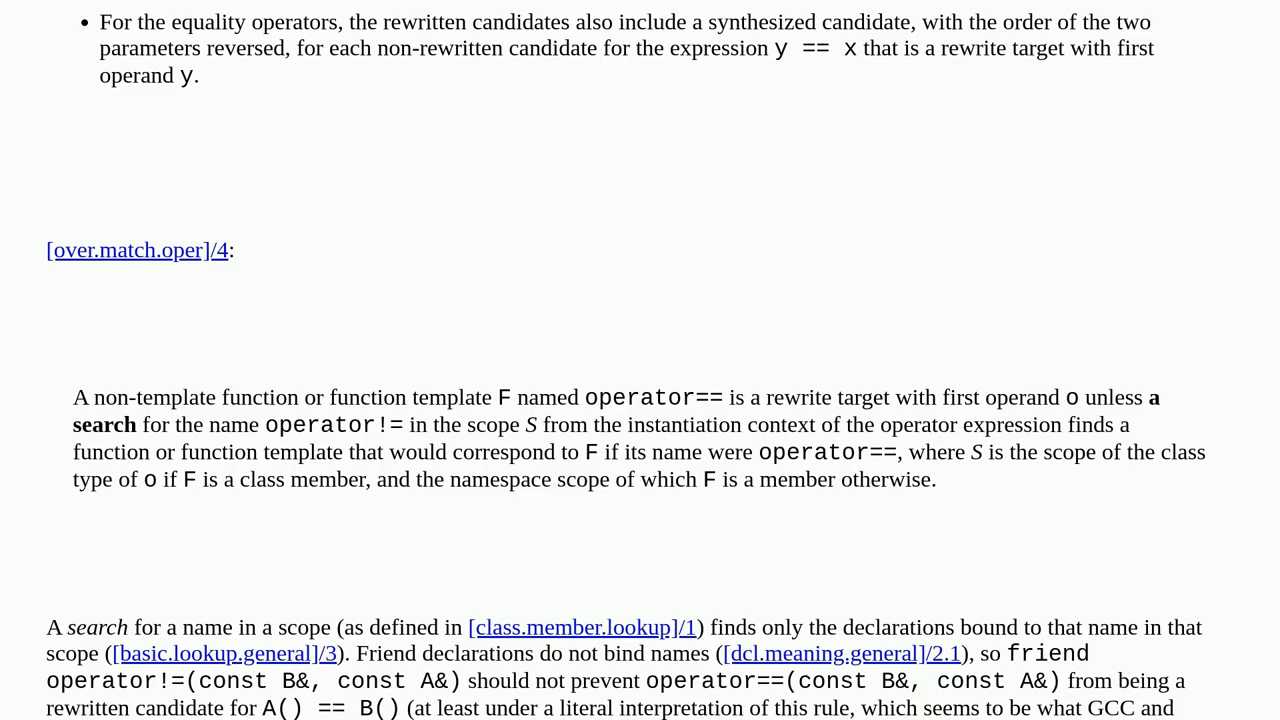 • For the equality operators, the rewritten candidates also include a synthesized candidate, with the order of the two
parameters reversed, for each non-rewritten candidate for the expression y == x that is a rewrite target with first
operand y.
[over.match.oper]/4:
A non-template function or function template F named operator== is a rewrite target with first operand o unless a
search for the name operator!= in the scope S from the instantiation context of the operator expression finds a
function or function template that would correspond to F if its name were operator==, where S is the scope of the class
type of o if F is a class member, and the namespace scope of which F is a member otherwise.
A search for a name in a scope (as defined in [class.member.lookup]/1) finds only the declarations bound to that name in that
scope ([basic.lookup.general]/3). Friend declarations do not bind names ([dcl.meaning.general]/2.1), so friend
operator!=(const B&, const A&) should not prevent operator==(const B&, const A&) from being a
rewritten candidate for A() == B() (at least under a literal interpretation of this rule, which seems to be what GCC and